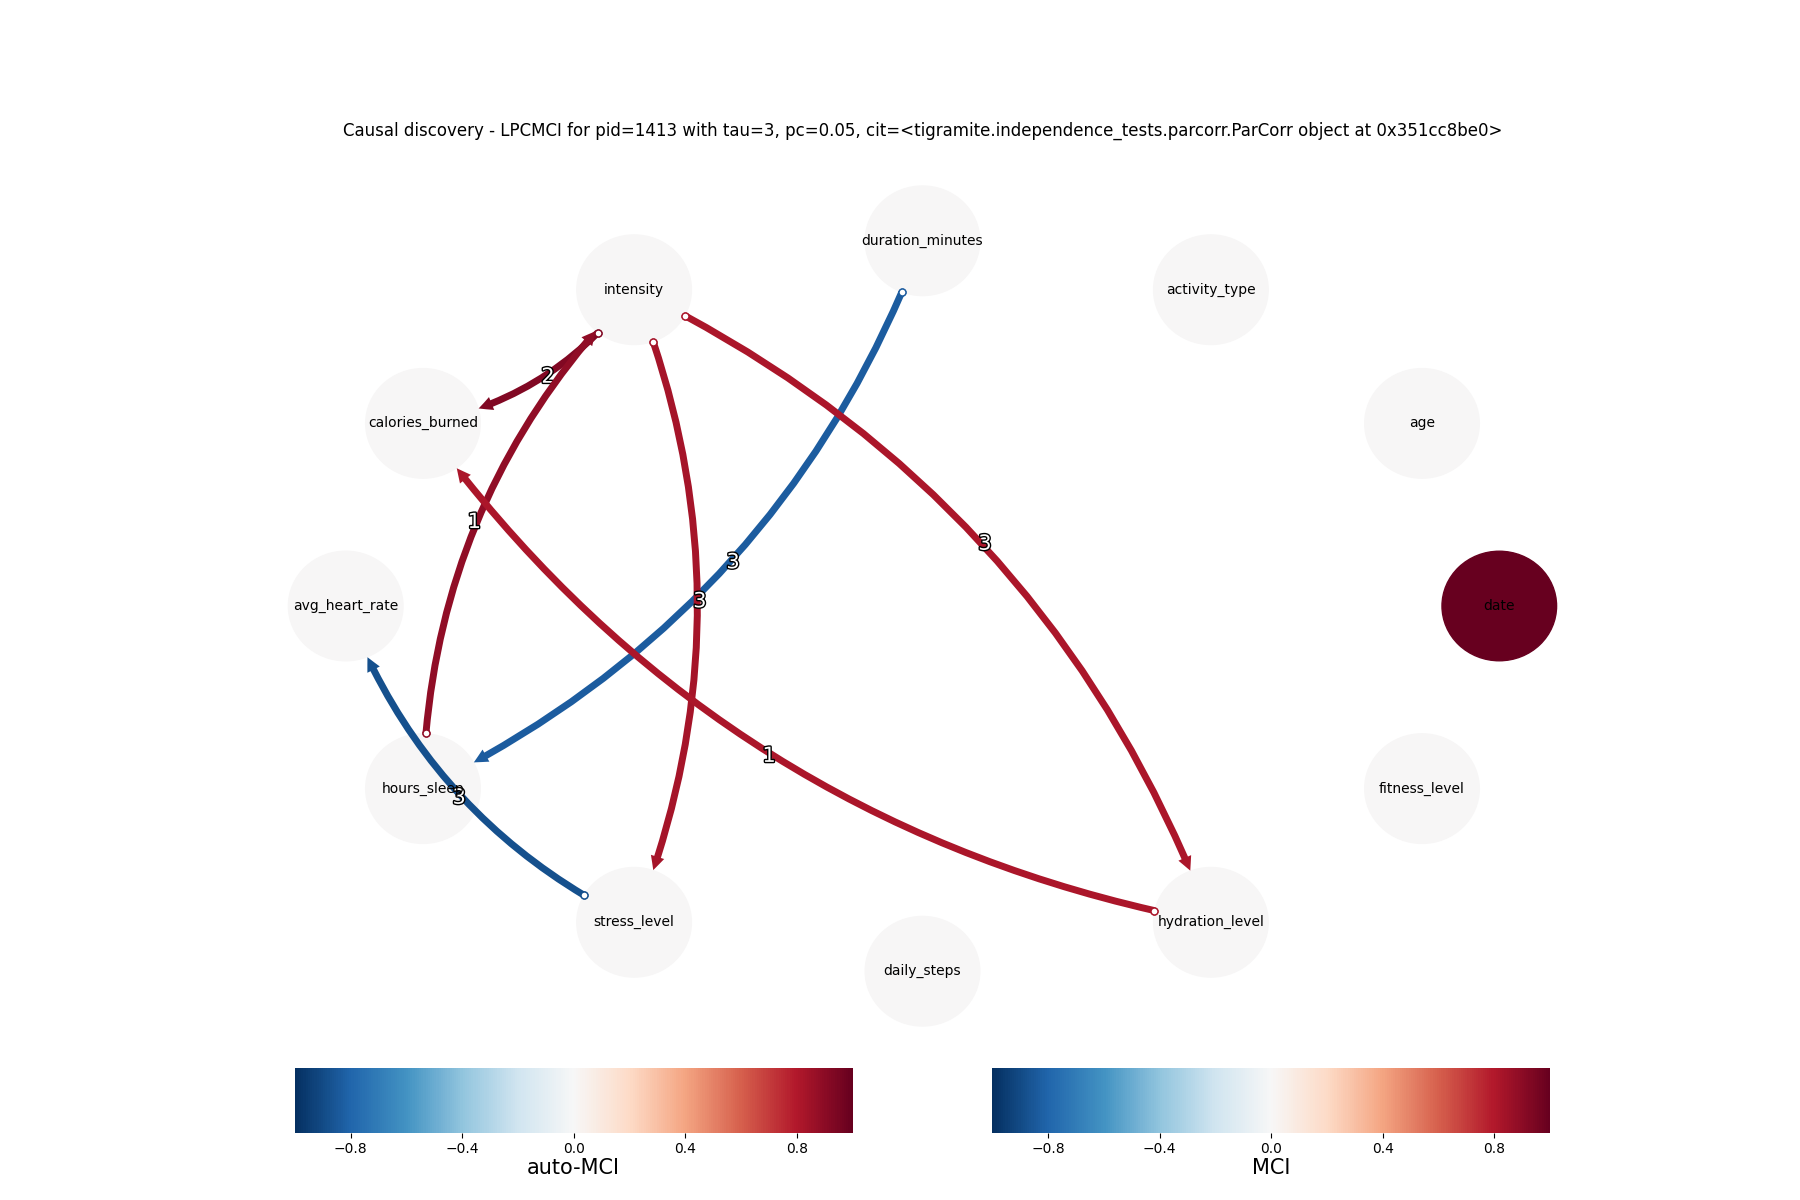 Causal discovery - LPCMCI for pid=1413 with tau=3, pc=0.05, cit=<tigramite.independence_tests.parcorr.ParCorr object at 0x351cc8be0>
duration_minutes
intensity
activity_type
2
calories_burned
age
1
3
3
3
avg_heart_rate
date
1
hours_sleep
3
fitness_level
stress_level
hydration_level
daily_steps
−0.8 −0.4 0.0 0.4 0.8
auto-MCI
−0.8 −0.4 0.0 0.4 0.8
MCI